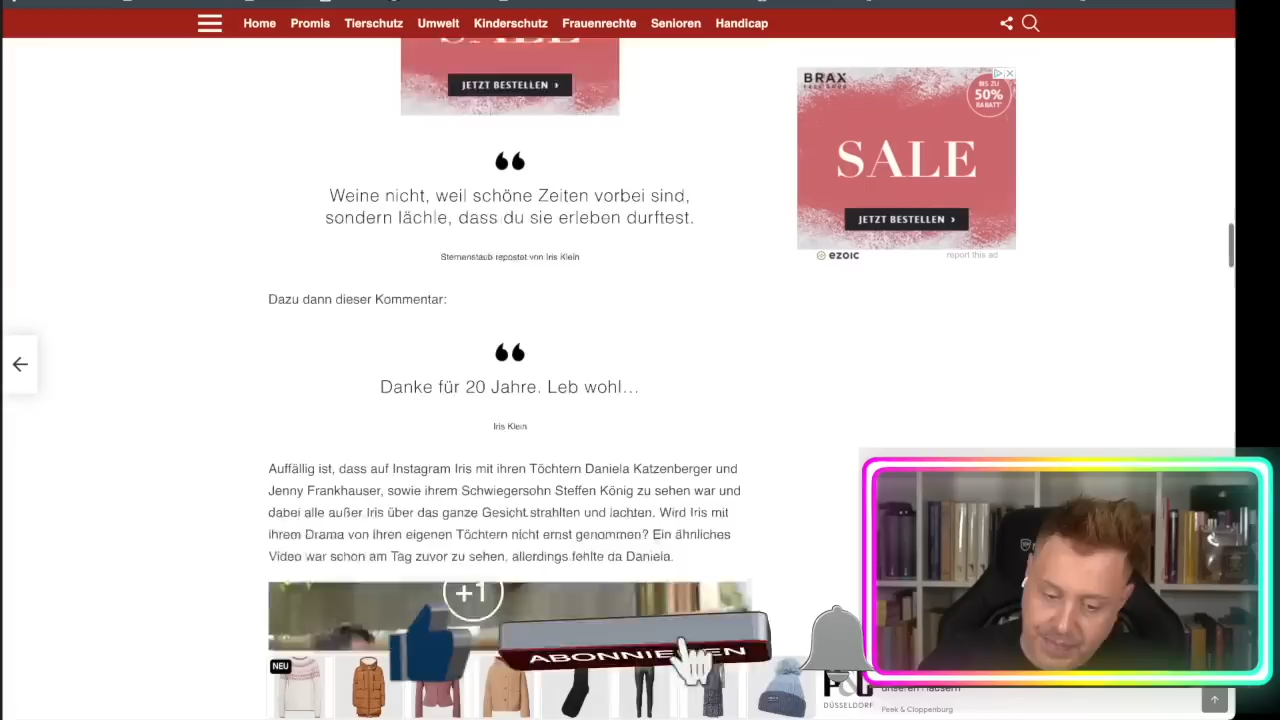 Home Promis Tierschutz Umwelt Kinderschutz Frauenrechte Senioren Handicap
SALE
JETZT BESTELLEN ›
BRAX
BIS ZU
50%
RABATT*
SALE
JETZT BESTELLEN ›
ezoic
report this ad
Weine nicht, weil schöne Zeiten vorbei sind,
sondern lächle, dass du sie erleben durftest.
Sternenstaub repostet von Iris Klein
Dazu dann dieser Kommentar:
Danke für 20 Jahre. Leb wohl…
Iris Klein
Auffällig ist, dass auf Instagram Iris mit ihren Töchtern Daniela Katzenberger und
Jenny Frankhauser, sowie ihrem Schwiegersohn Steffen König zu sehen war und
dabei alle außer Iris über das ganze Gesicht strahlten und lachten. Wird Iris mit
ihrem Drama von ihren eigenen Töchtern nicht ernst genommen? Ein ähnliches
Video war schon am Tag zuvor zu sehen, allerdings fehlte da Daniela.
+1
ABONNIEREN
NEU
P&C
DÜSSELDORF
unseren Häusern
Peek & Cloppenburg